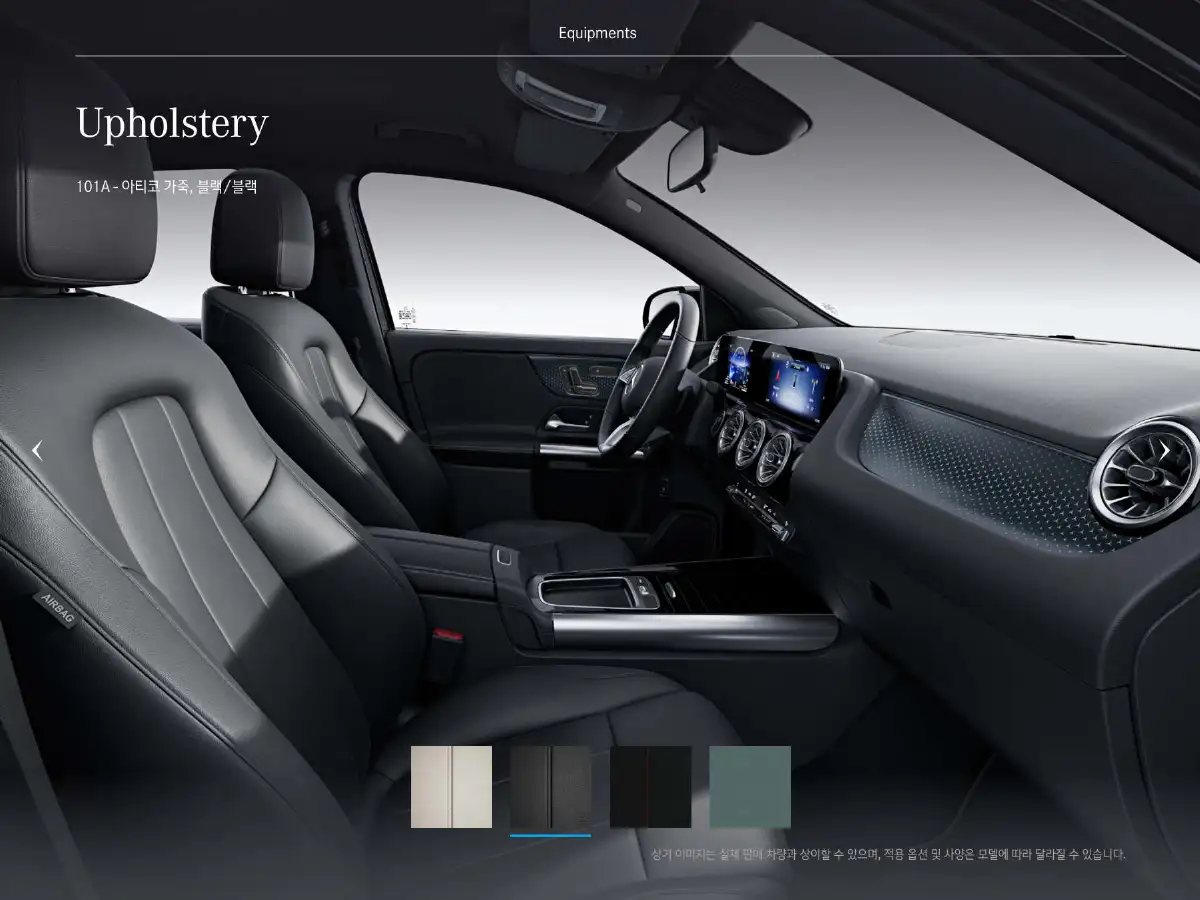 Equipments
Upholstery
101A - 아티코 가죽, 블랙/블랙
AIRBAG
상기 이미지는 실제 판매 차량과 상이할 수 있으며, 적용 옵션 및 사양은 모델에 따라 달라질 수 있습니다.